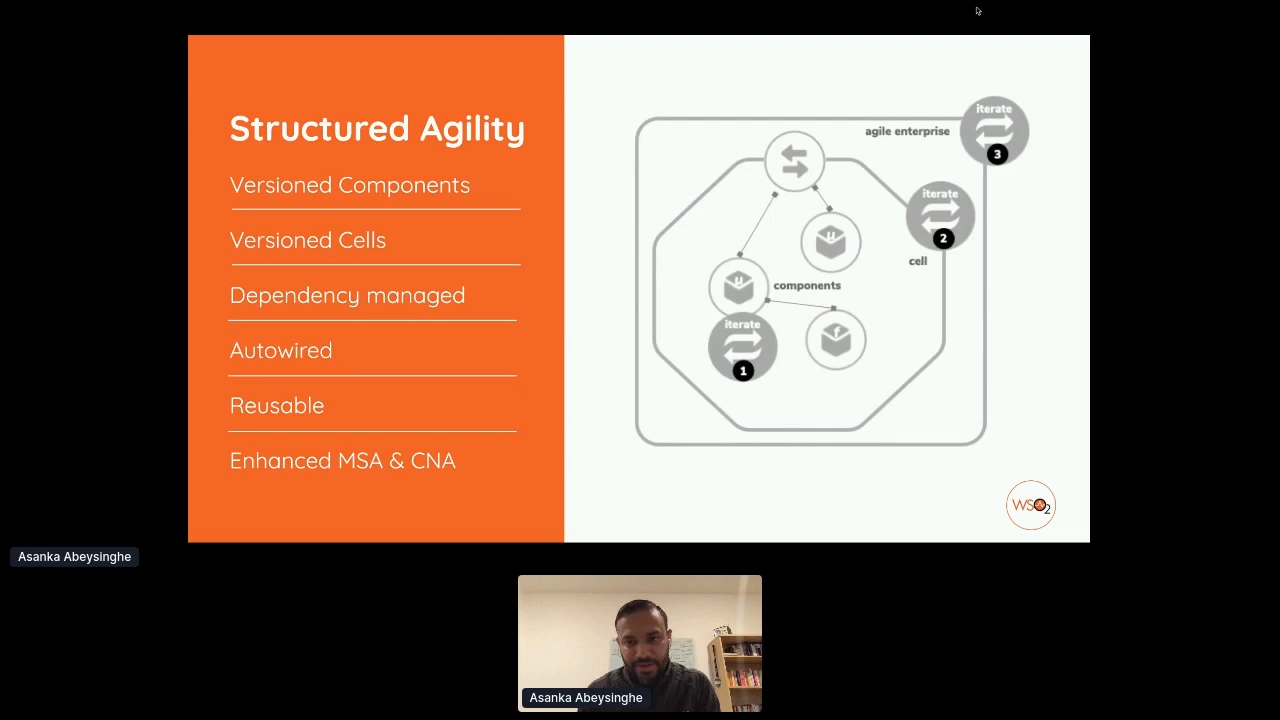 Structured Agility
Versioned Components
Versioned Cells
Dependency managed
Autowired
Reusable
Enhanced MSA & CNA
iterate
agile enterprise
3
iterate
2
cell
μ
μ
components
iterate
f
1
WSO2
Asanka Abeysinghe
Asanka Abeysinghe